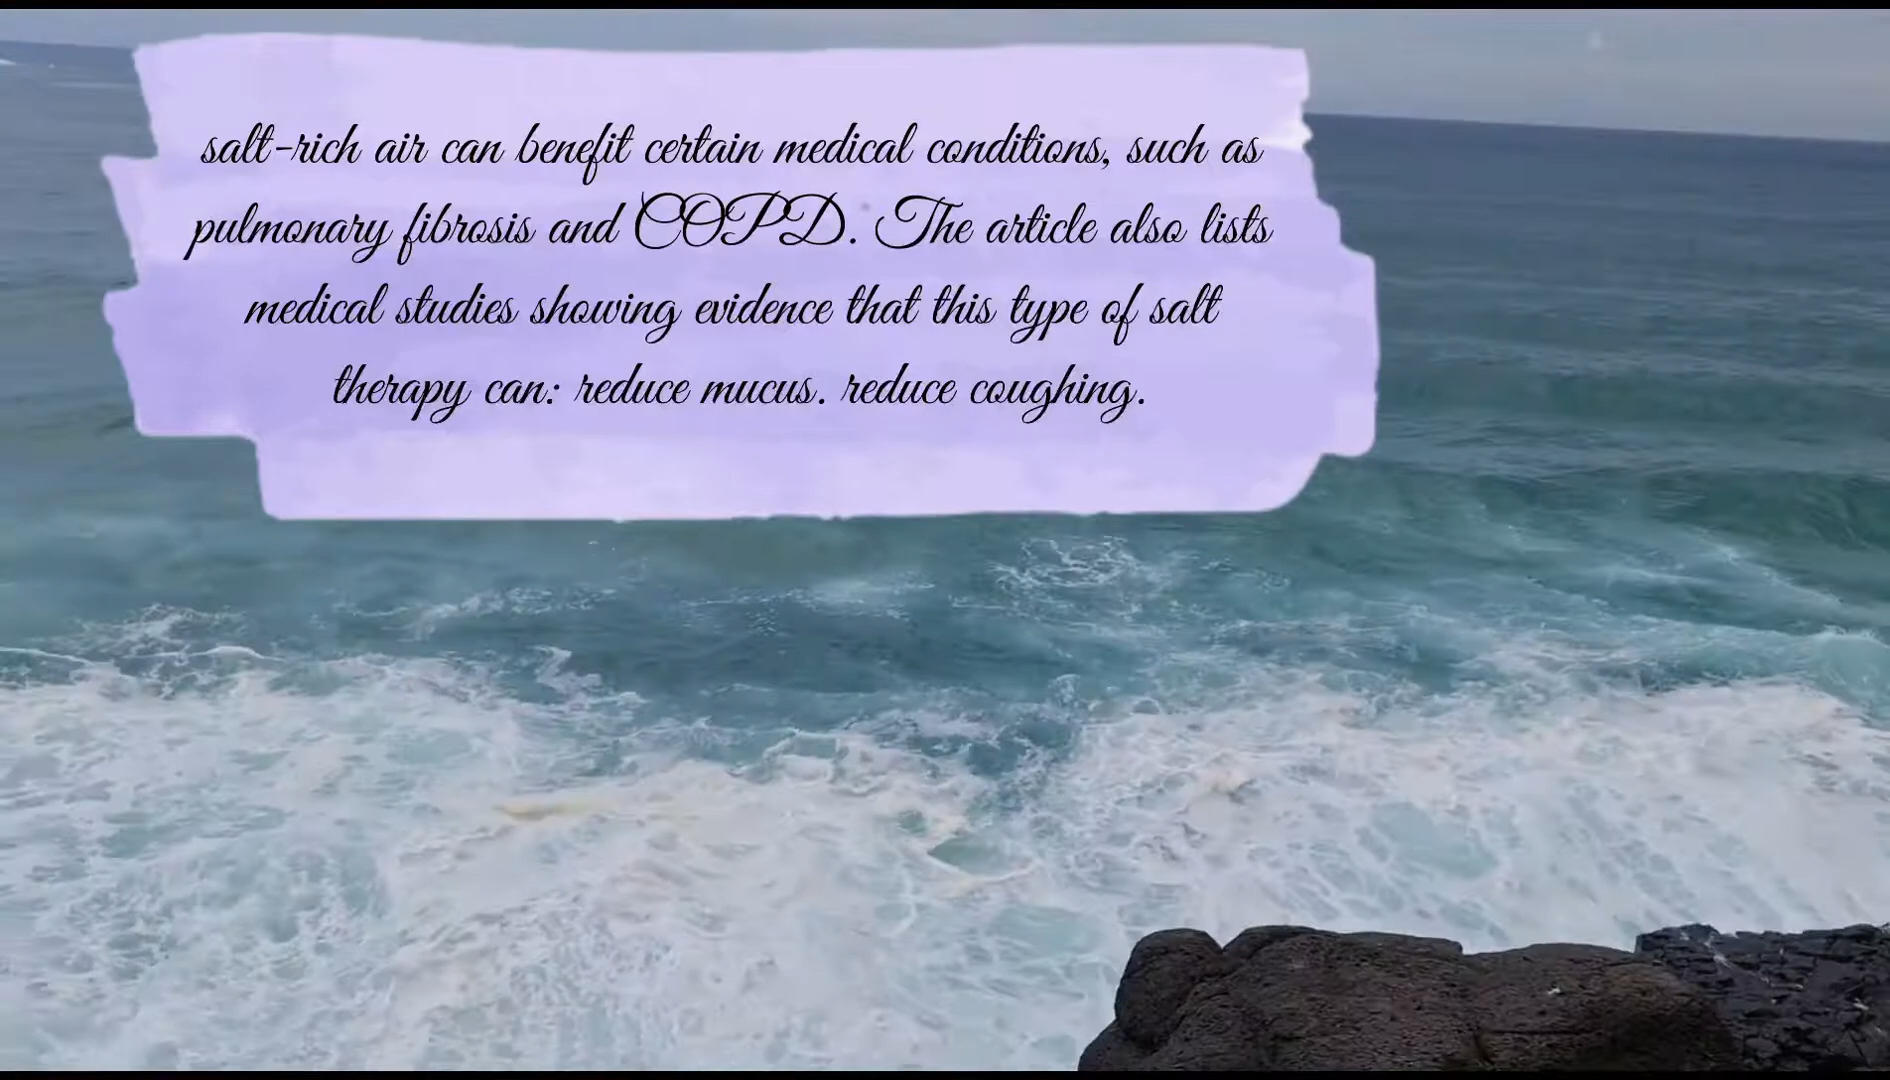 salt-rich air can benefit certain medical conditions, such as
pulmonary fibrosis and COPD. The article also lists
medical studies showing evidence that this type of salt
therapy can: reduce mucus. reduce coughing.